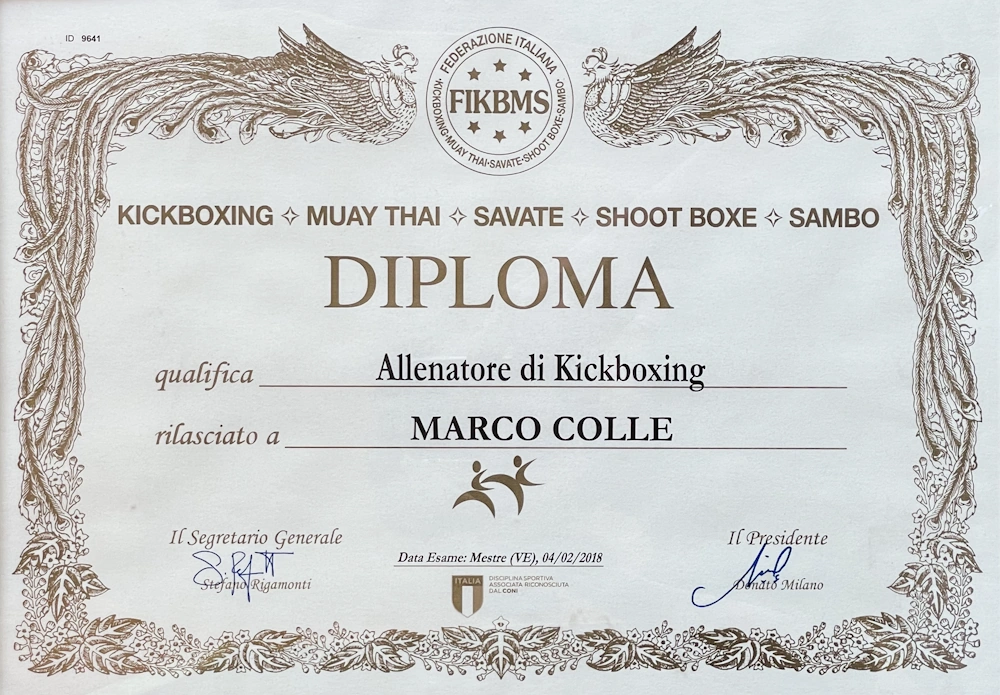 ID 9641
FEDERAZIONE ITALIANA
FIKBMS
KICKBOXING·MUAY THAI·SAVATE·SHOOT BOXE·SAMBO
KICKBOXING ✧ MUAY THAI ✧ SAVATE ✧ SHOOT BOXE ✧ SAMBO
DIPLOMA
qualifica Allenatore di Kickboxing
rilasciato a MARCO COLLE
Il Segretario Generale
Stefano Rigamonti
Data Esame: Mestre (VE), 04/02/2018
ITALIA
DISCIPLINA SPORTIVA
ASSOCIATA RICONOSCIUTA
DAL CONI
Il Presidente
Donato Milano